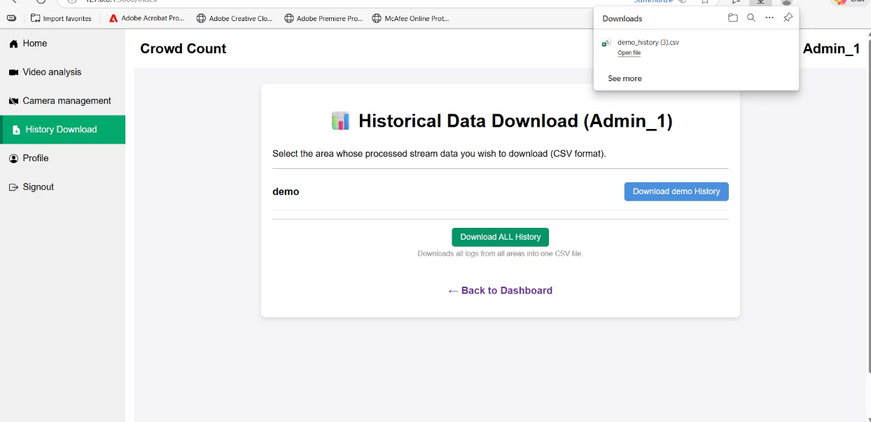 Summarize
Import favorites
Adobe Acrobat Pro...
Adobe Creative Clo...
Adobe Premiere Pro...
McAfee Online Prot...
Downloads
demo_history (3).csv
Open file
See more
Home
Video analysis
Camera management
History Download
Profile
Signout
Crowd Count
Admin_1
Historical Data Download (Admin_1)
Select the area whose processed stream data you wish to download (CSV format).
demo
Download demo History
Download ALL History
Downloads all logs from all areas into one CSV file
← Back to Dashboard